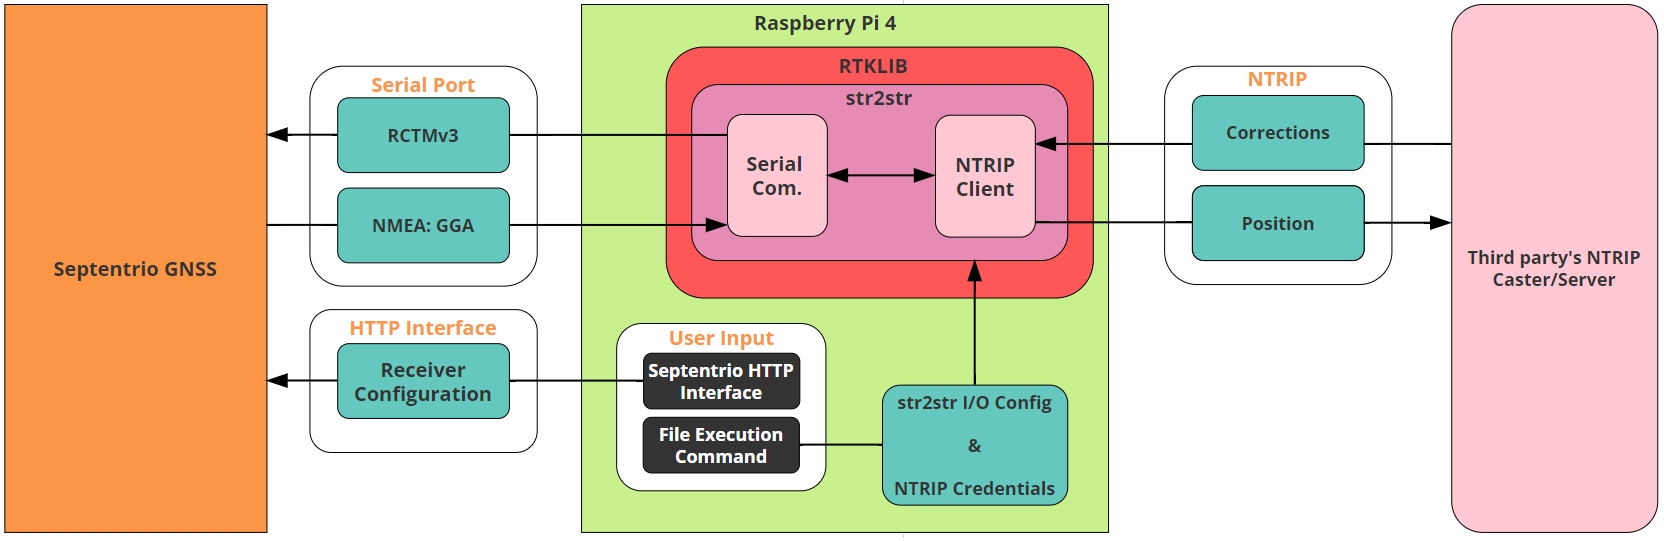 Raspberry Pi 4
RTKLIB
str2str
Serial Port
RCTMv3
NMEA: GGA
Serial
Com.
NTRIP
Client
NTRIP
Corrections
Position
Septentrio GNSS
Third party's NTRIP
Caster/Server
HTTP Interface
Receiver
Configuration
User Input
Septentrio HTTP
Interface
File Execution
Command
str2str I/O Config
&
NTRIP Credentials